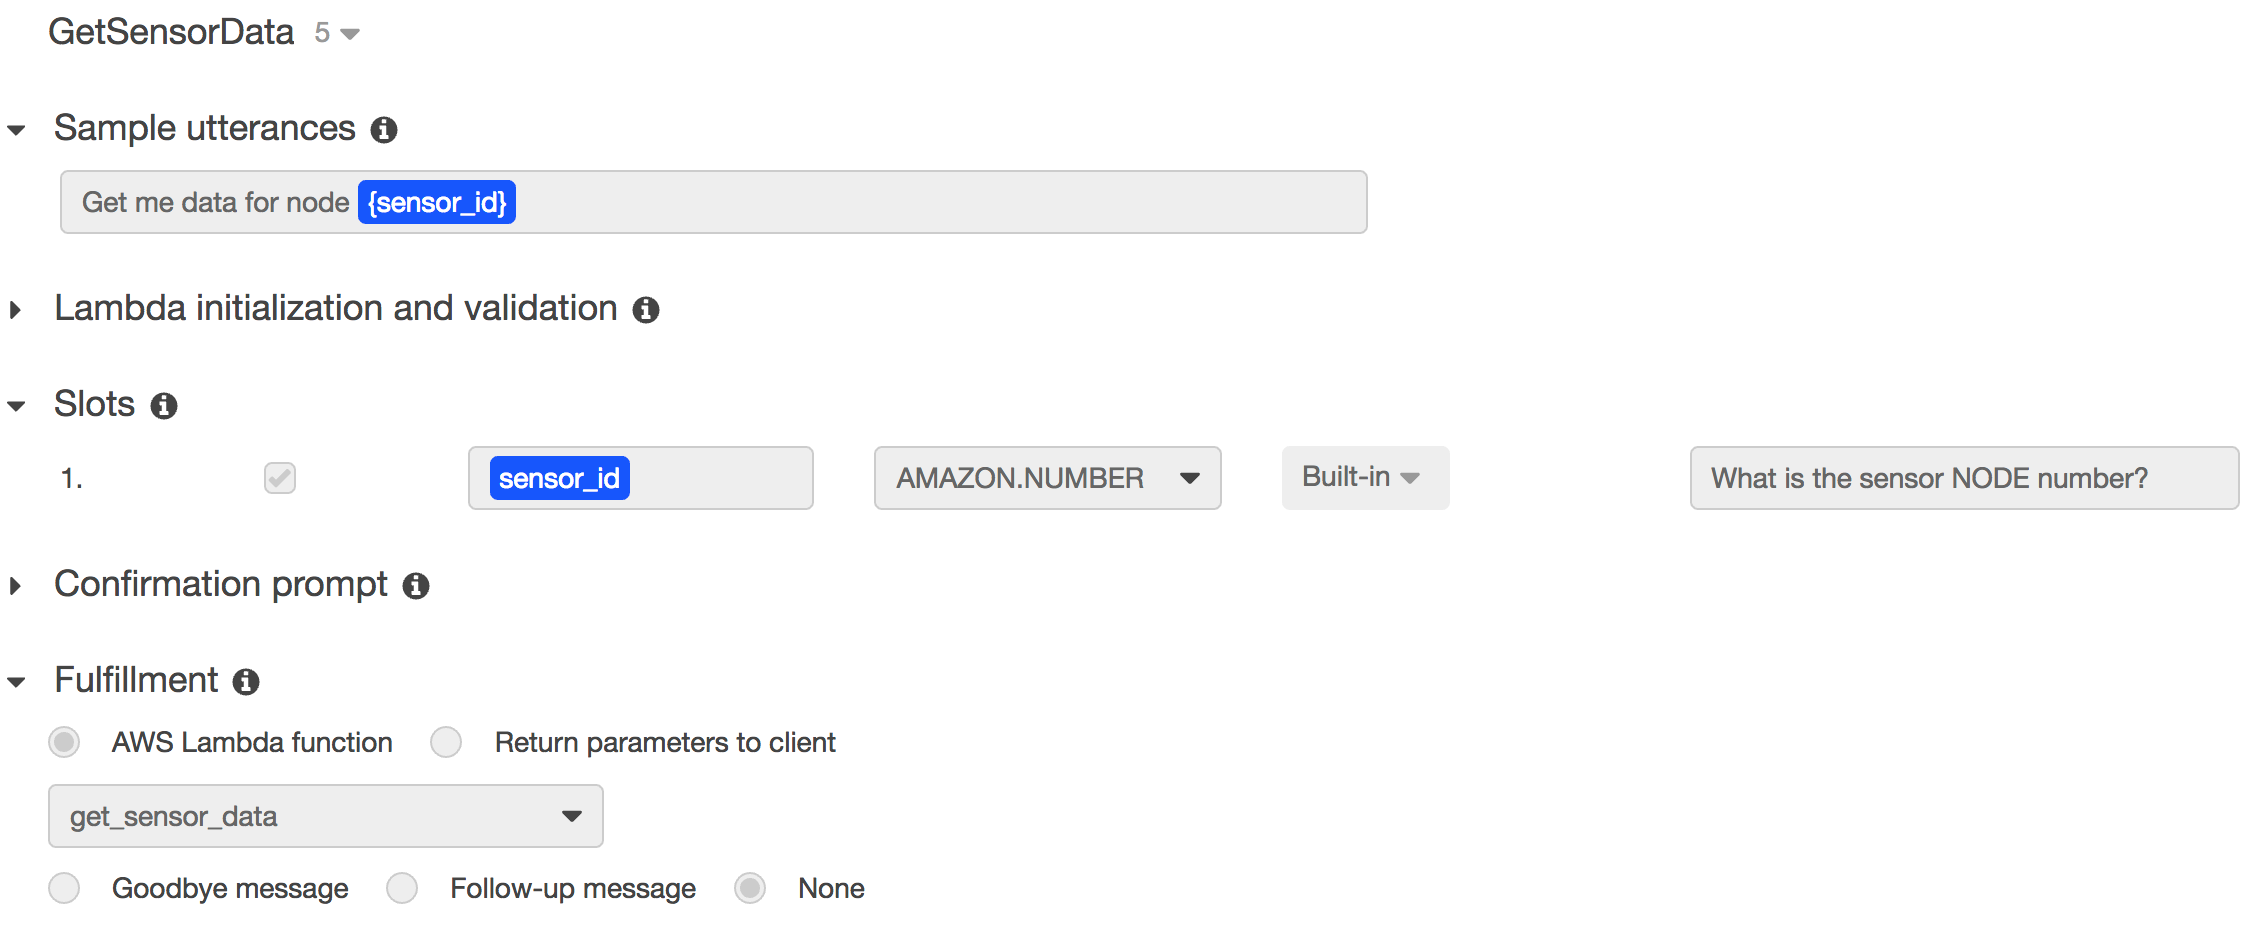 GetSensorData 5
Sample utterances
Get me data for node {sensor_id}
Lambda initialization and validation
Slots
1. sensor_id AMAZON.NUMBER Built-in What is the sensor NODE number?
Confirmation prompt
Fulfillment
AWS Lambda function Return parameters to client
get_sensor_data
Goodbye message Follow-up message None